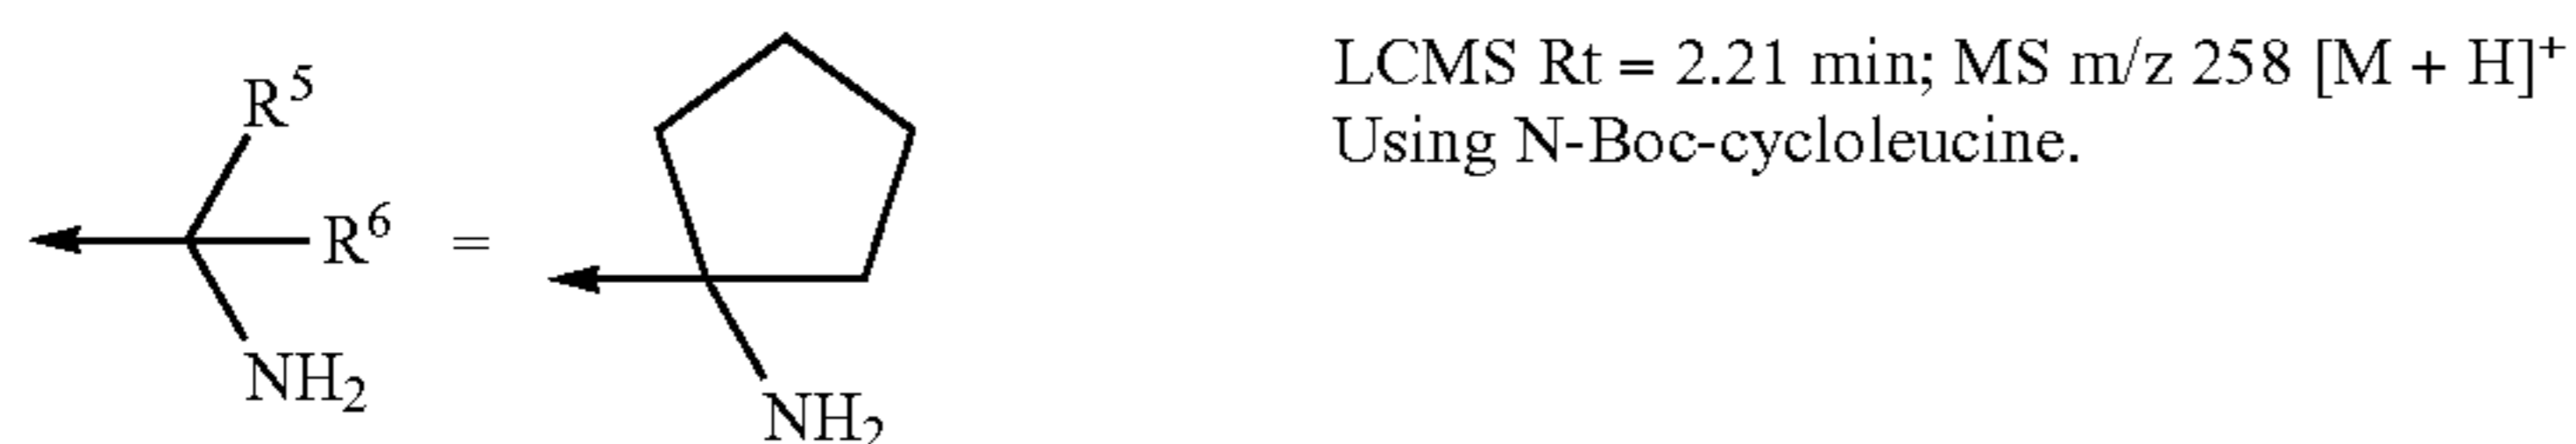 LCMS Rt = 2.21 min; MS m/z 258 [M + H]⁺
Using N-Boc-cycloleucine.
R⁵
R⁶ =
NH₂
NH₂